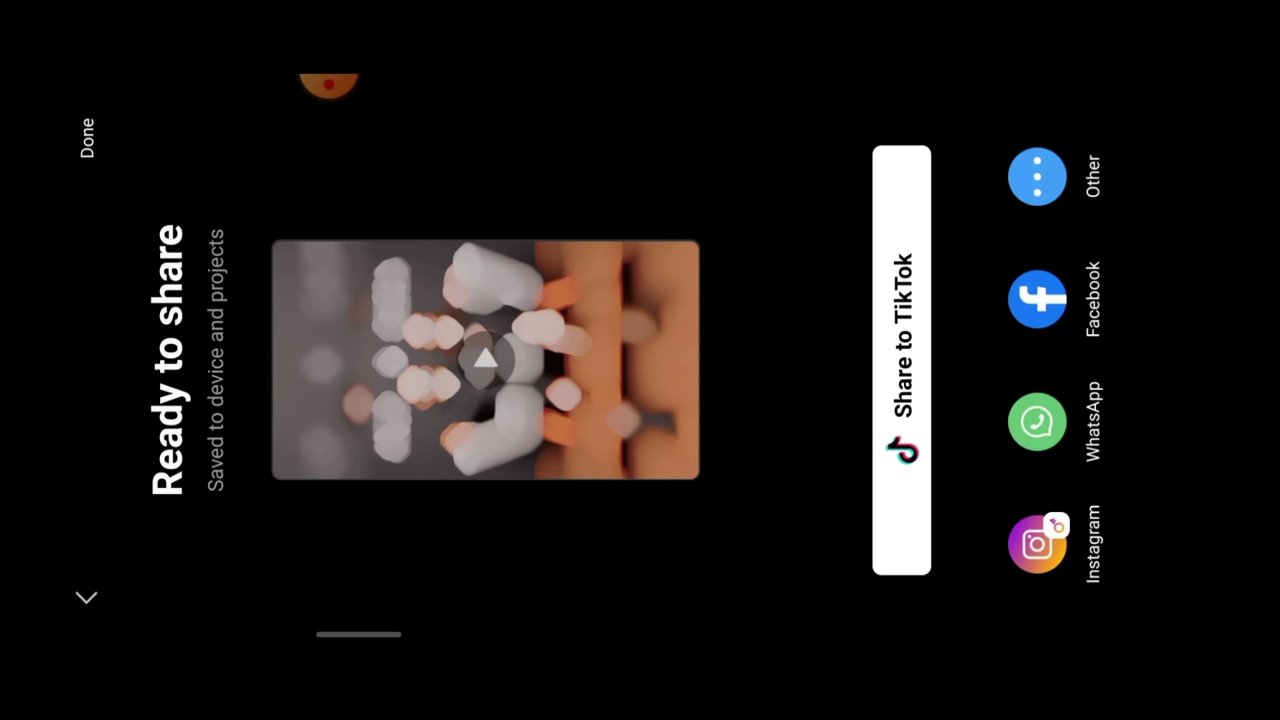 Done
Ready to share
Saved to device and projects
Share to TikTok
Instagram
WhatsApp
Facebook
Other